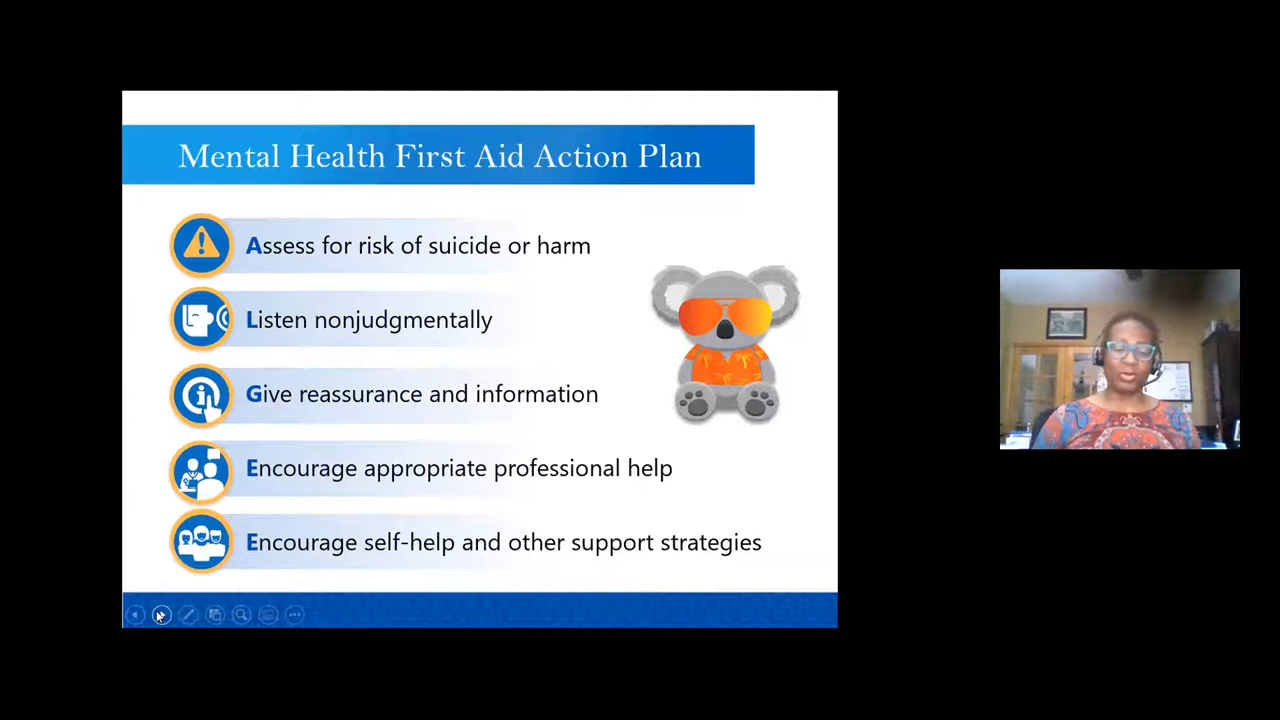 Mental Health First Aid Action Plan
Assess for risk of suicide or harm
Listen nonjudgmentally
Give reassurance and information
Encourage appropriate professional help
Encourage self-help and other support strategies